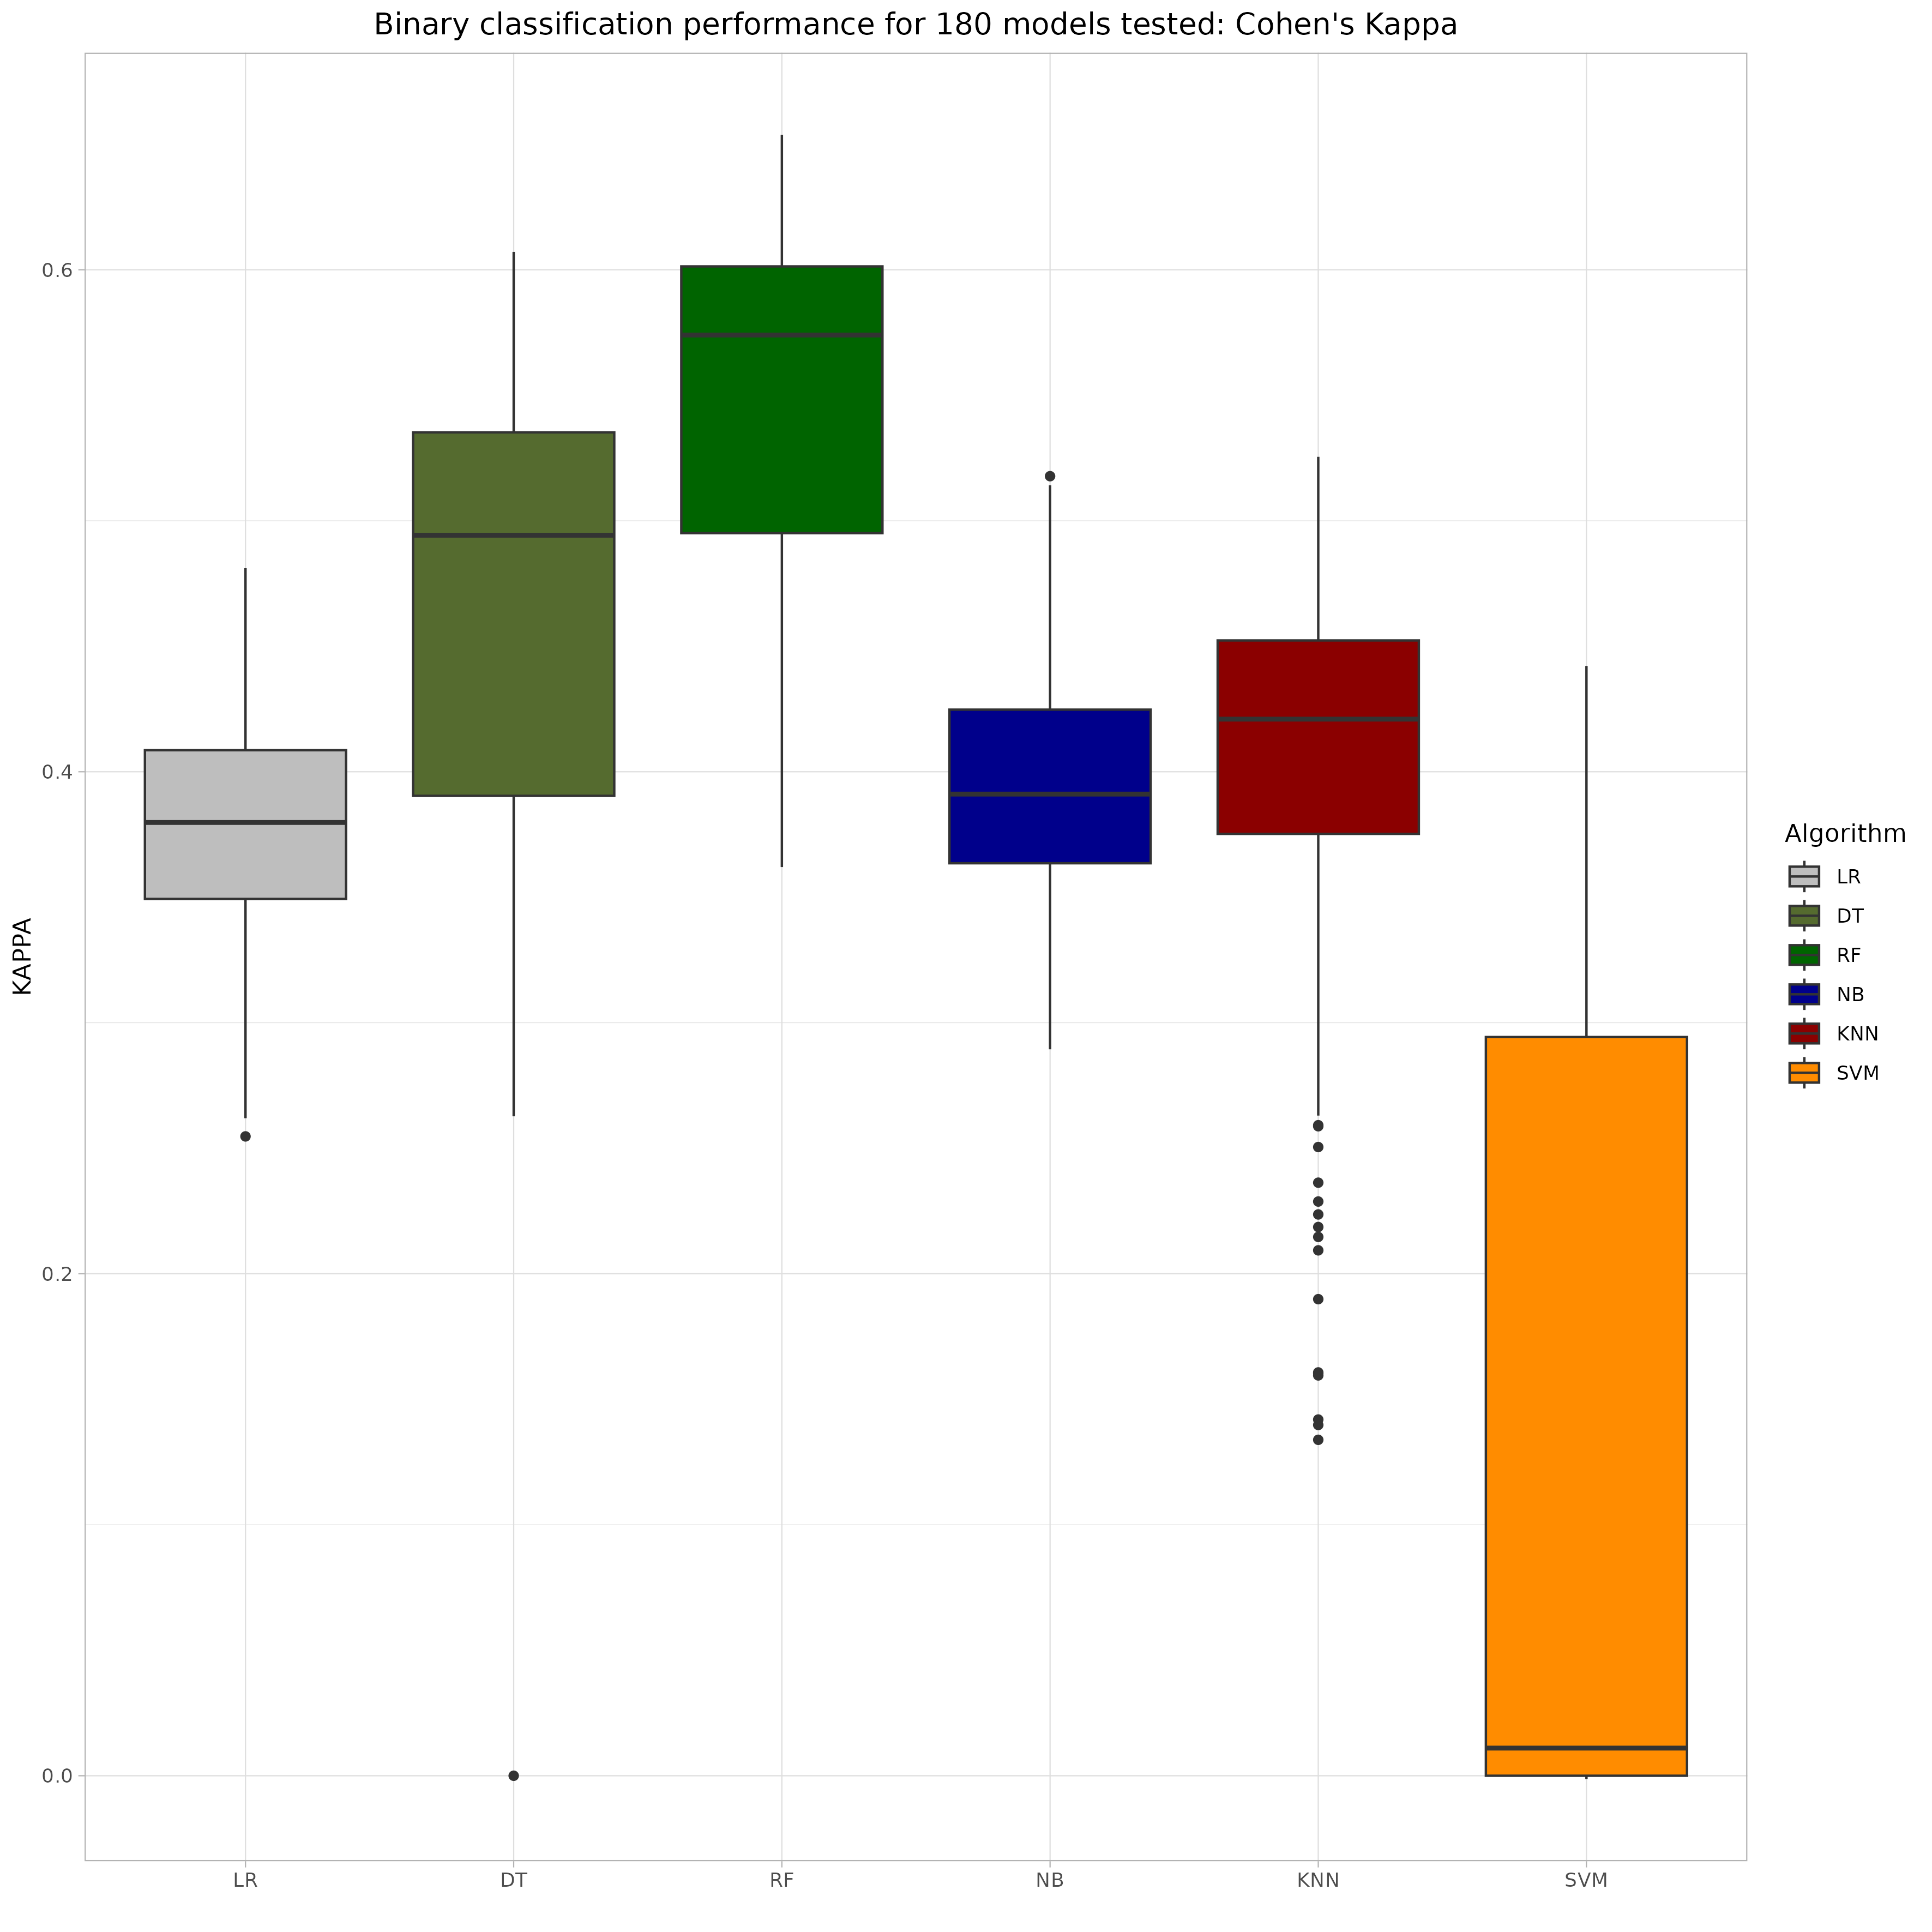 Binary classification performance for 180 models tested: Cohen's Kappa
0.6
0.4
0.2
0.0
KAPPA
LR DT RF NB KNN SVM
Algorithm
LR
DT
RF
NB
KNN
SVM